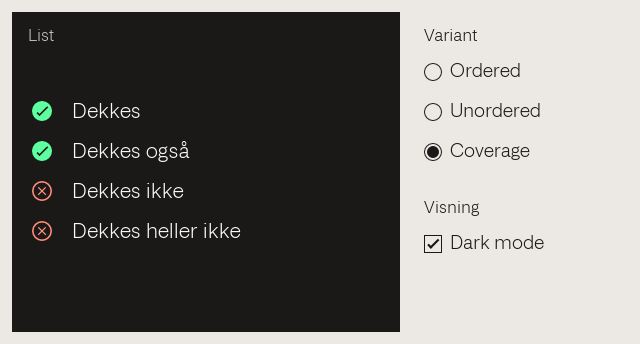 List
Dekkes
Dekkes også
Dekkes ikke
Dekkes heller ikke
Variant
Ordered
Unordered
Coverage
Visning
Dark mode